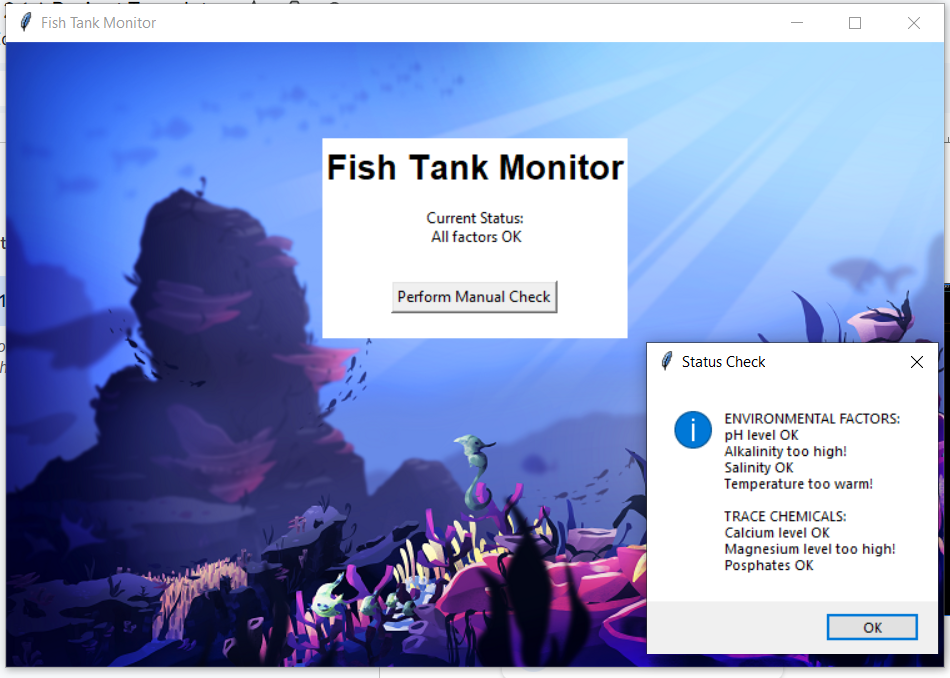 Fish Tank Monitor
Fish Tank Monitor
Current Status:
All factors OK
Perform Manual Check
Status Check
ENVIRONMENTAL FACTORS:
pH level OK
Alkalinity too high!
Salinity OK
Temperature too warm!
TRACE CHEMICALS:
Calcium level OK
Magnesium level too high!
Posphates OK
OK